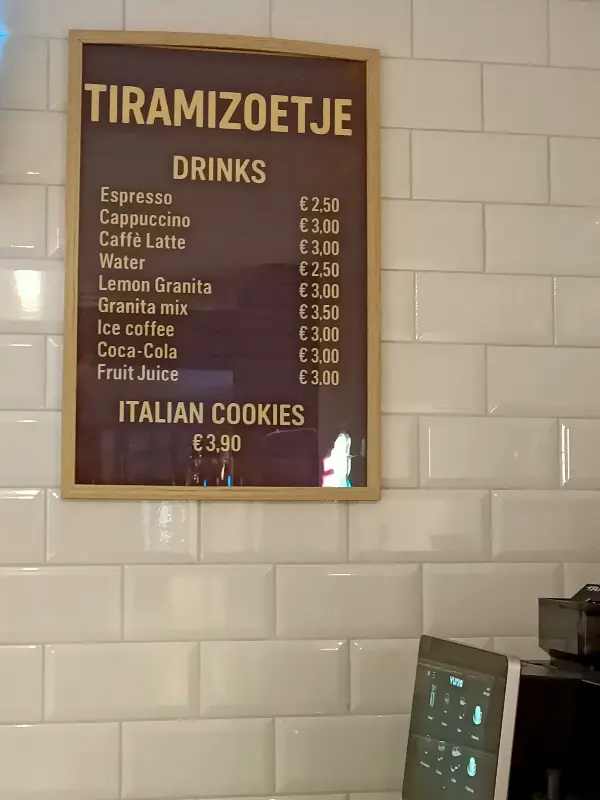 TIRAMIZOETJE
DRINKS
Espresso € 2,50
Cappuccino € 3,00
Caffè Latte € 3,00
Water € 2,50
Lemon Granita € 3,00
Granita mix € 3,50
Ice coffee € 3,00
Coca-Cola € 3,00
Fruit Juice € 3,00
ITALIAN COOKIES
€ 3,90